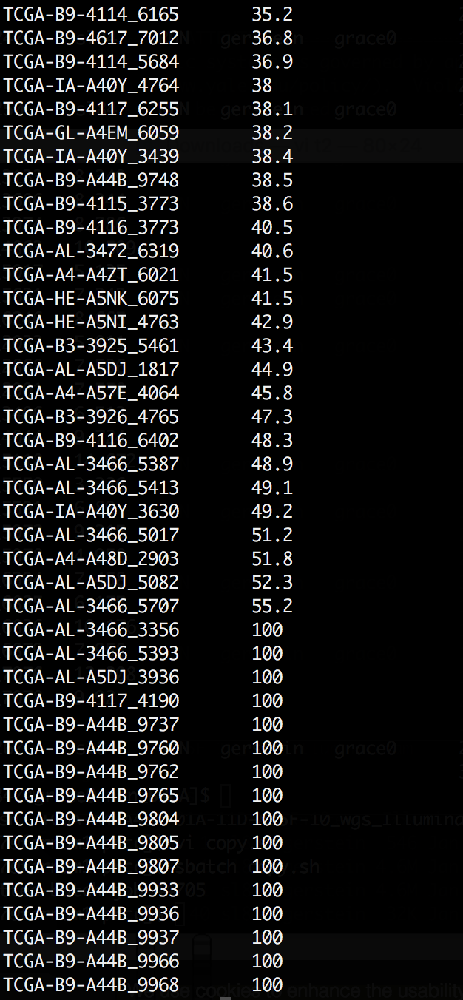 TCGA-B9-4114_6165 35.2
TCGA-B9-4617_7012 36.8
TCGA-B9-4114_5684 36.9
TCGA-IA-A40Y_4764 38
TCGA-B9-4117_6255 38.1
TCGA-GL-A4EM_6059 38.2
TCGA-IA-A40Y_3439 38.4
TCGA-B9-A44B_9748 38.5
TCGA-B9-4115_3773 38.6
TCGA-B9-4116_3773 40.5
TCGA-AL-3472_6319 40.6
TCGA-A4-A4ZT_6021 41.5
TCGA-HE-A5NK_6075 41.5
TCGA-HE-A5NI_4763 42.9
TCGA-B3-3925_5461 43.4
TCGA-AL-A5DJ_1817 44.9
TCGA-A4-A57E_4064 45.8
TCGA-B3-3926_4765 47.3
TCGA-B9-4116_6402 48.3
TCGA-AL-3466_5387 48.9
TCGA-AL-3466_5413 49.1
TCGA-IA-A40Y_3630 49.2
TCGA-AL-3466_5017 51.2
TCGA-A4-A48D_2903 51.8
TCGA-AL-A5DJ_5082 52.3
TCGA-AL-3466_5707 55.2
TCGA-AL-3466_3356 100
TCGA-AL-3466_5393 100
TCGA-AL-A5DJ_3936 100
TCGA-B9-4117_4190 100
TCGA-B9-A44B_9737 100
TCGA-B9-A44B_9760 100
TCGA-B9-A44B_9762 100
TCGA-B9-A44B_9765 100
TCGA-B9-A44B_9804 100
TCGA-B9-A44B_9805 100
TCGA-B9-A44B_9807 100
TCGA-B9-A44B_9933 100
TCGA-B9-A44B_9936 100
TCGA-B9-A44B_9937 100
TCGA-B9-A44B_9966 100
TCGA-B9-A44B_9968 100